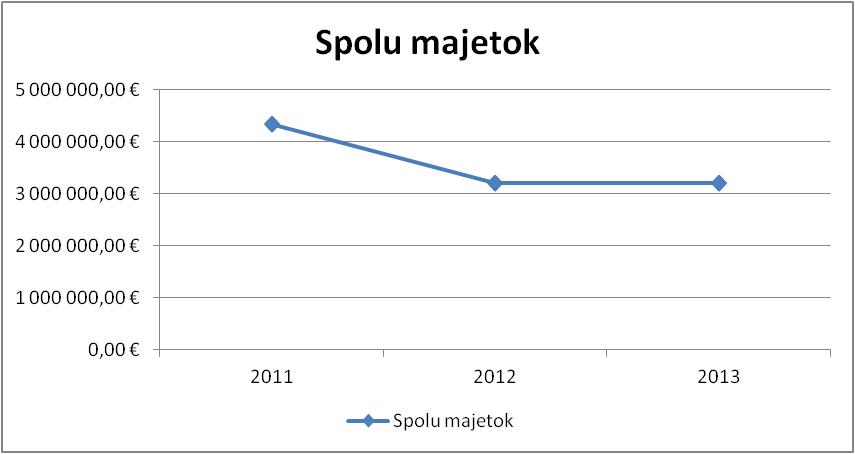 Spolu majetok
5 000 000,00 €
4 000 000,00 €
3 000 000,00 €
2 000 000,00 €
1 000 000,00 €
0,00 €
2011 2012 2013
Spolu majetok